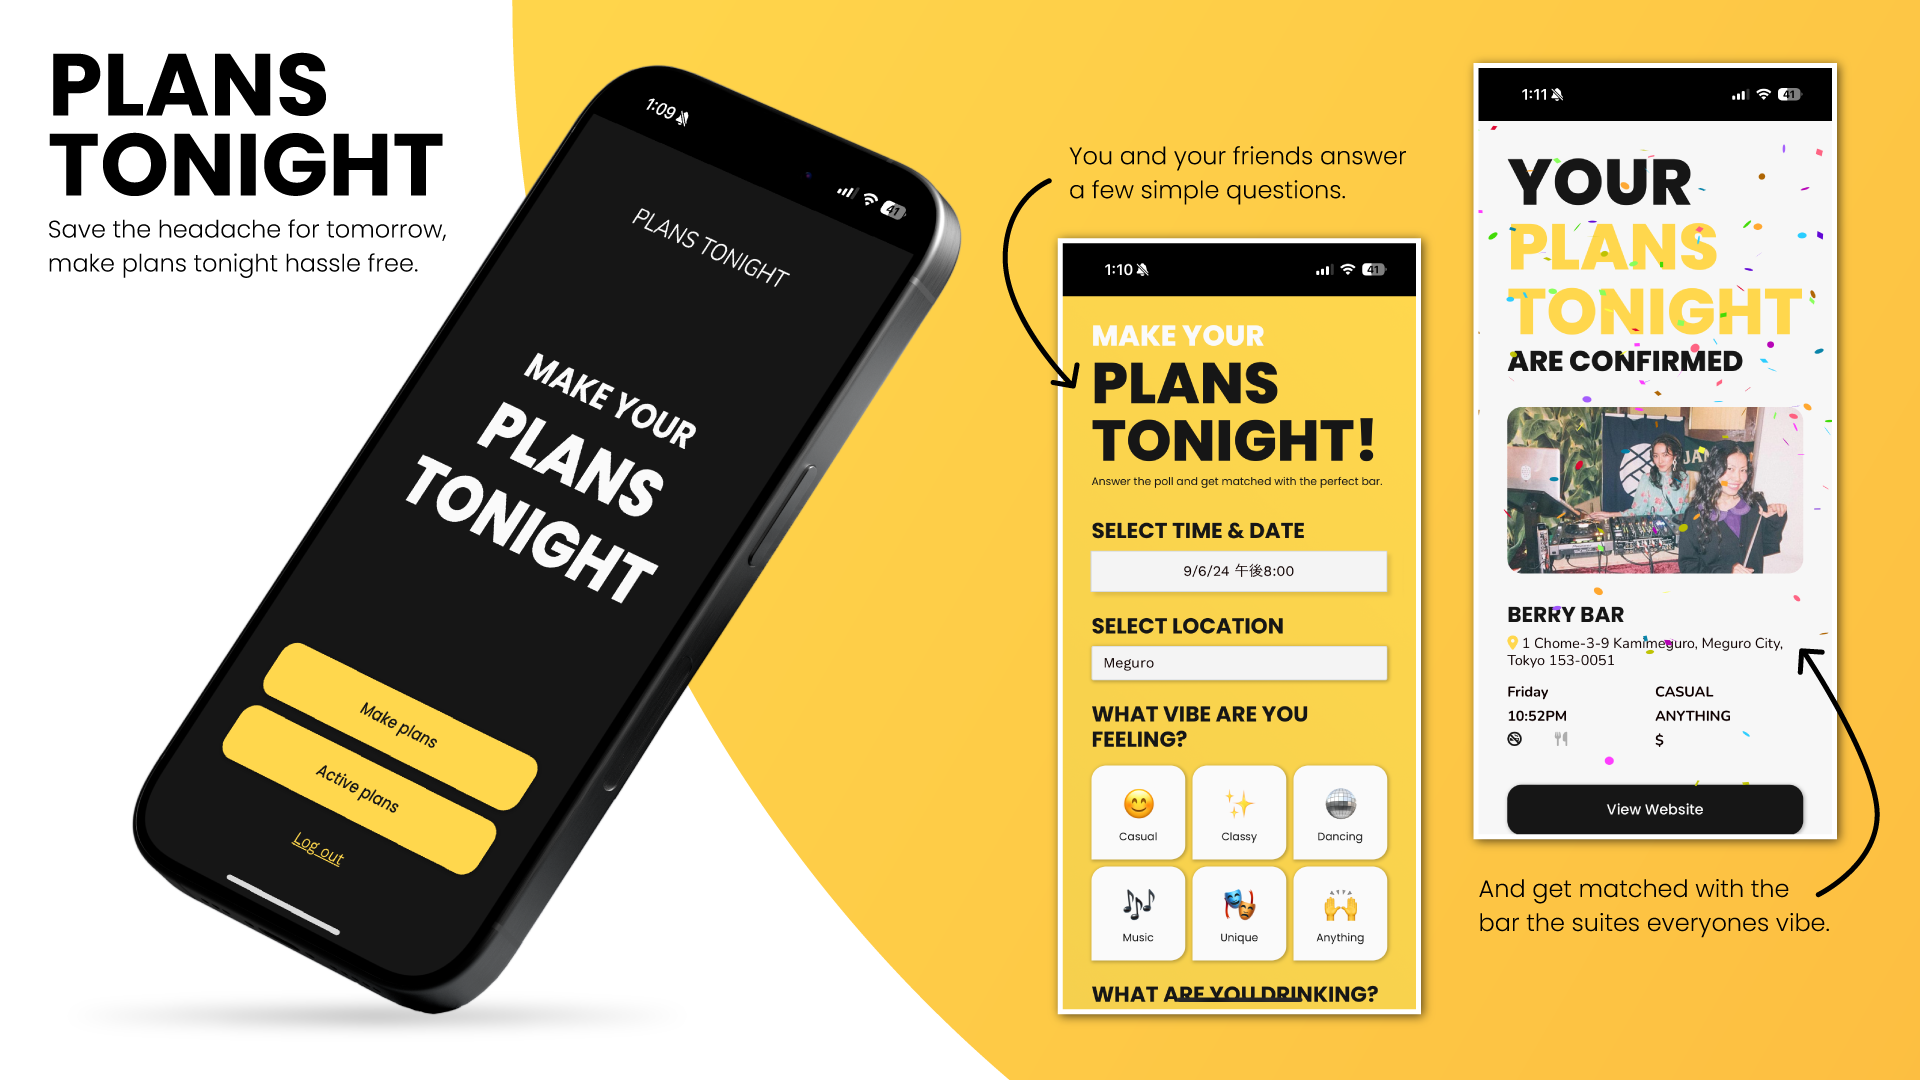 PLANS
TONIGHT
Save the headache for tomorrow,
make plans tonight hassle free.
1:09
41
PLANS TONIGHT
MAKE YOUR
PLANS
TONIGHT
Make plans
Active plans
Log out
You and your friends answer
a few simple questions.
1:10
41
MAKE YOUR
PLANS
TONIGHT!
Answer the poll and get matched with the perfect bar.
SELECT TIME & DATE
9/6/24 午後8:00
SELECT LOCATION
Meguro
WHAT VIBE ARE YOU
FEELING?
Casual
Classy
Dancing
Music
Unique
Anything
WHAT ARE YOU DRINKING?
1:11
41
YOUR
PLANS
TONIGHT
ARE CONFIRMED
BERRY BAR
1 Chome-3-9 Kamimeguro, Meguro City,
Tokyo 153-0051
Friday
CASUAL
10:52PM
ANYTHING
$
View Website
And get matched with the
bar the suites everyones vibe.